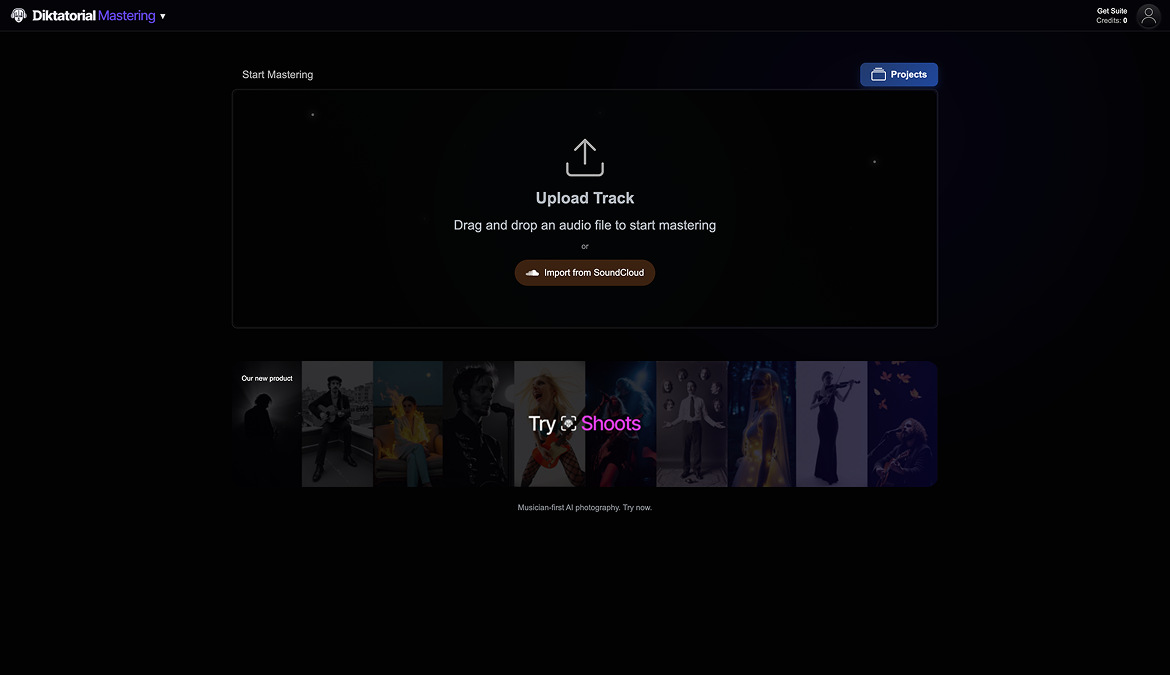 Diktatorial Mastering ▾
Get Suite
Credits: 0
Start Mastering
Projects
Upload Track
Drag and drop an audio file to start mastering
or
Import from SoundCloud
Our new product
Try Shoots
Musician-first AI photography. Try now.